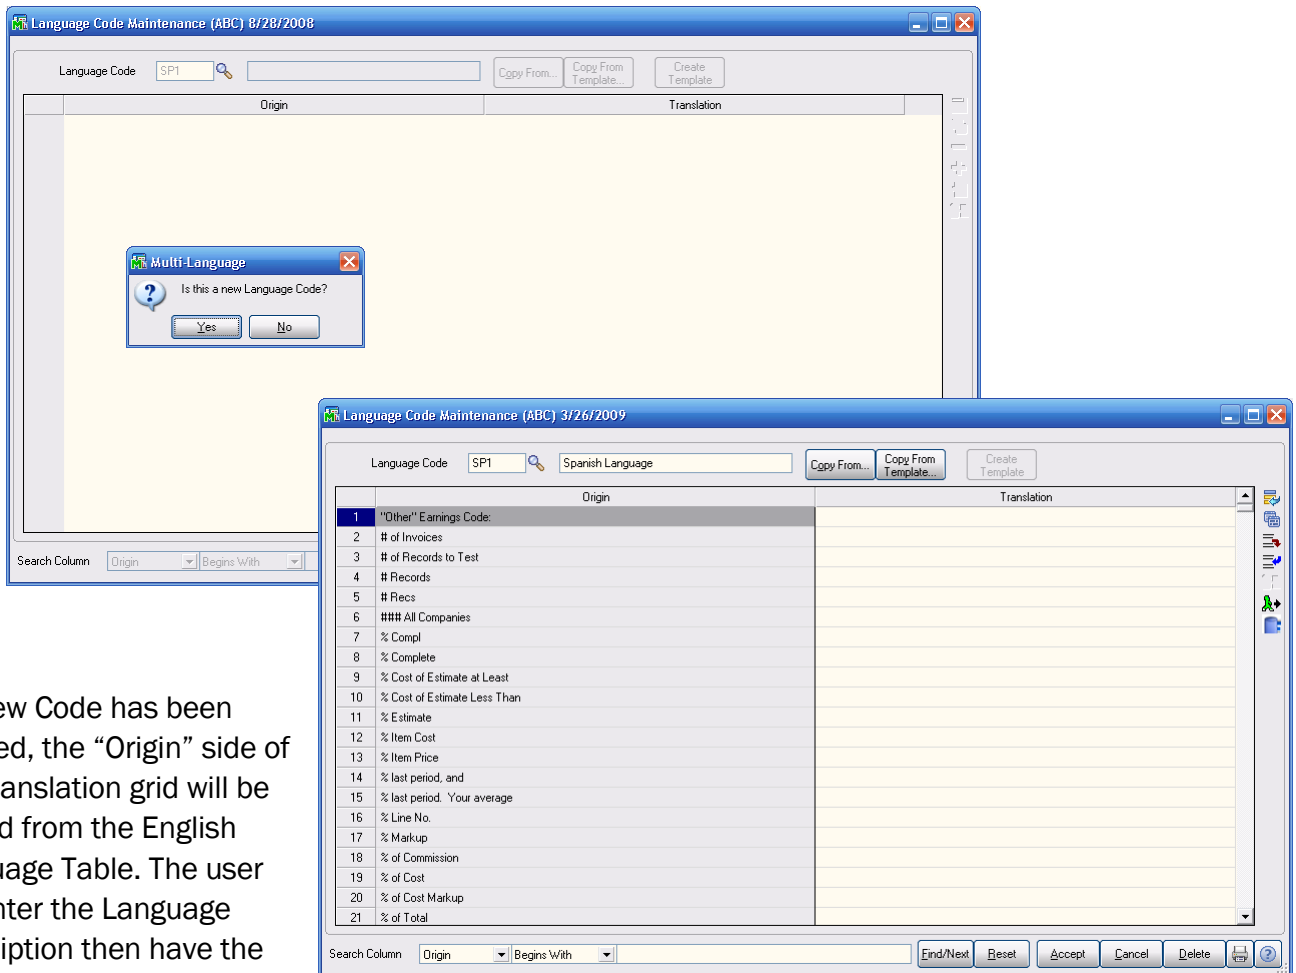 Language Code Maintenance (ABC) 8/28/2008
Language Code SP1 Copy From... Copy From Template... Create Template
Origin Translation
Multi-Language
Is this a new Language Code?
Yes No
Search Column Origin Begins With
Language Code Maintenance (ABC) 3/26/2009
Language Code SP1 Spanish Language Copy From... Copy From Template... Create Template
Origin Translation
1 "Other" Earnings Code:
2 # of Invoices
3 # of Records to Test
4 # Records
5 # Recs
6 ### All Companies
7 % Compl
8 % Complete
9 % Cost of Estimate at Least
10 % Cost of Estimate Less Than
11 % Estimate
12 % Item Cost
13 % Item Price
14 % last period, and
15 % last period.  Your average
16 % Line No.
17 % Markup
18 % of Commission
19 % of Cost
20 % of Cost Markup
21 % of Total
Search Column Origin Begins With Find/Next Reset Accept Cancel Delete
ew Code has been
ed, the “Origin” side of
ranslation grid will be
d from the English
uage Table. The user
nter the Language
iption then have the